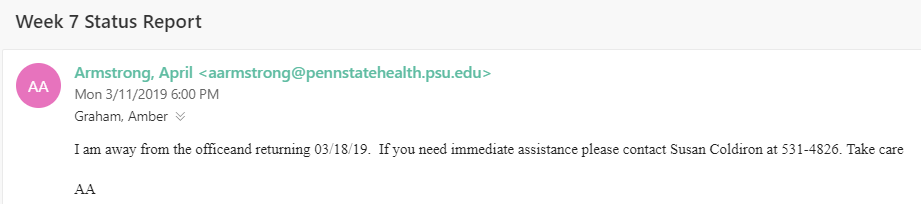 Week 7 Status Report
AA
Armstrong, April <aarmstrong@pennstatehealth.psu.edu>
Mon 3/11/2019 6:00 PM
Graham, Amber
I am away from the officeand returning 03/18/19.  If you need immediate assistance please contact Susan Coldiron at 531-4826. Take care
AA